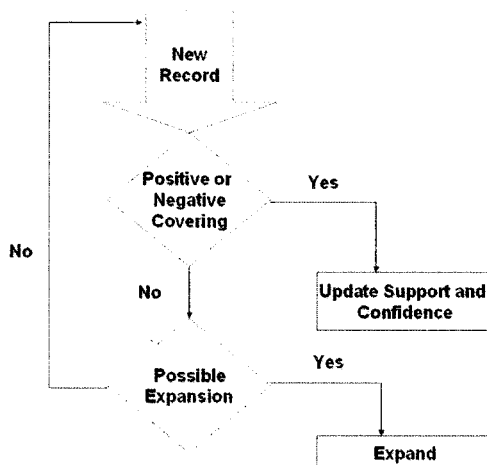 New
Record
Positive or
Negative
Covering
Yes
No
Update Support and
Confidence
No
Yes
Possible
Expansion
Expand